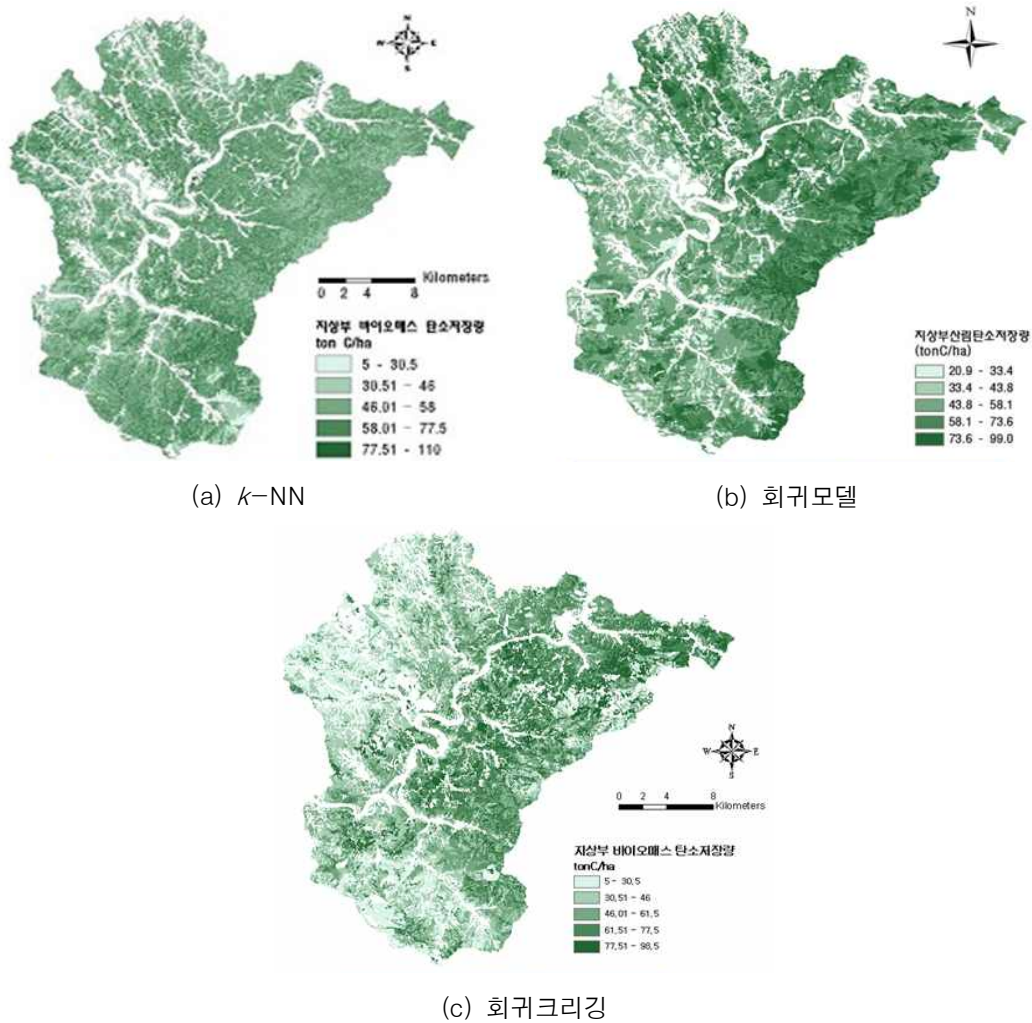 N
W E
S
N
Kilometers
0 2 4 8
지상부 바이오매스 탄소저장량
ton C/ha
5 - 30.5
30.51 - 46
46.01 - 58
58.01 - 77.5
77.51 - 110
지상부산림탄소저장량
(tonC/ha)
20.9 - 33.4
33.4 - 43.8
43.8 - 58.1
58.1 - 73.6
73.6 - 99.0
(a) k-NN
(b) 회귀모델
N
W E
S
0 2 4 8
Kilometers
지상부 바이오매스 탄소저장량
tonC/ha
5 - 30,5
30,51 - 46
46,01 - 61,5
61,51 - 77,5
77,51 - 98,5
(c) 회귀크리깅